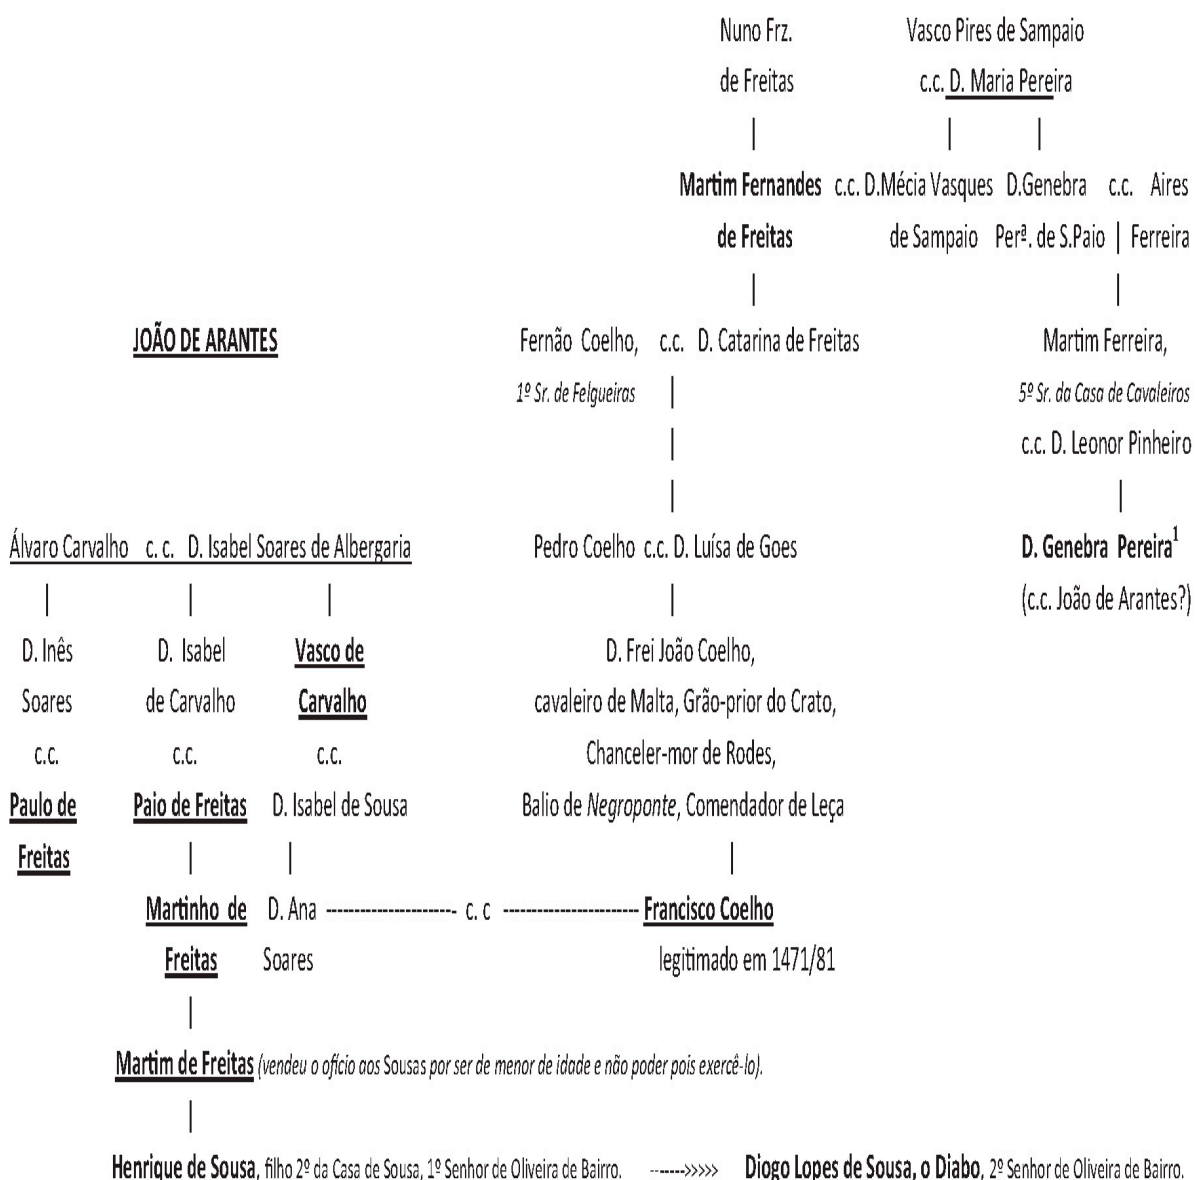 Nuno Frz. Vasco Pires de Sampaio
de Freitas c.c. D. Maria Pereira
| | |
Martim Fernandes c.c. D.Mécia Vasques D.Genebra c.c. Aires
de Freitas de Sampaio Perª. de S.Paio | Ferreira
| |
JOÃO DE ARANTES Fernão Coelho, c.c. D. Catarina de Freitas Martim Ferreira,
1º Sr. de Felgueiras | 5º Sr. da Casa de Cavaleiros
| c.c. D. Leonor Pinheiro
| |
Álvaro Carvalho c. c. D. Isabel Soares de Albergaria Pedro Coelho c.c. D. Luísa de Goes D. Genebra Pereira¹
| | | | (c.c. João de Arantes?)
D. Inês D. Isabel Vasco de D. Frei João Coelho,
Soares de Carvalho Carvalho cavaleiro de Malta, Grão-prior do Crato,
c.c. c.c. c.c. Chanceler-mor de Rodes,
Paulo de Paio de Freitas D. Isabel de Sousa Balio de Negroponte, Comendador de Leça
Freitas | | |
Martinho de D. Ana ----------------------- c. c ------------------------ Francisco Coelho
Freitas Soares legitimado em 1471/81
|
Martim de Freitas (vendeu o ofício aos Sousas por ser de menor de idade e não poder pois exercê-lo).
|
Henrique de Sousa, filho 2º da Casa de Sousa, 1º Senhor de Oliveira de Bairro. ------>>>>> Diogo Lopes de Sousa, o Diabo, 2º Senhor de Oliveira de Bairro.